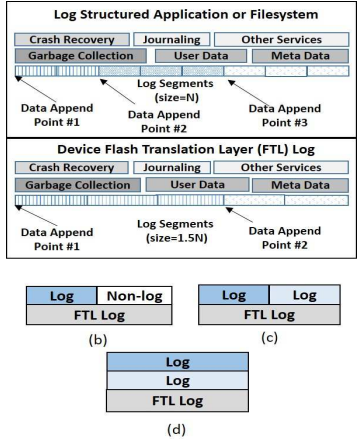 Log Structured Application or Filesystem
Crash Recovery Journaling Other Services
Garbage Collection User Data Meta Data
Log Segments
(size=N)
Data Append
Point #1
Data Append
Point #2
Data Append
Point #3
Device Flash Translation Layer (FTL) Log
Crash Recovery Journaling Other Services
Garbage Collection User Data Meta Data
Log Segments
(size=1.5N)
Data Append
Point #1
Data Append
Point #2
Log Non-log
FTL Log
(b)
Log Log
FTL Log
(c)
Log
Log
FTL Log
(d)